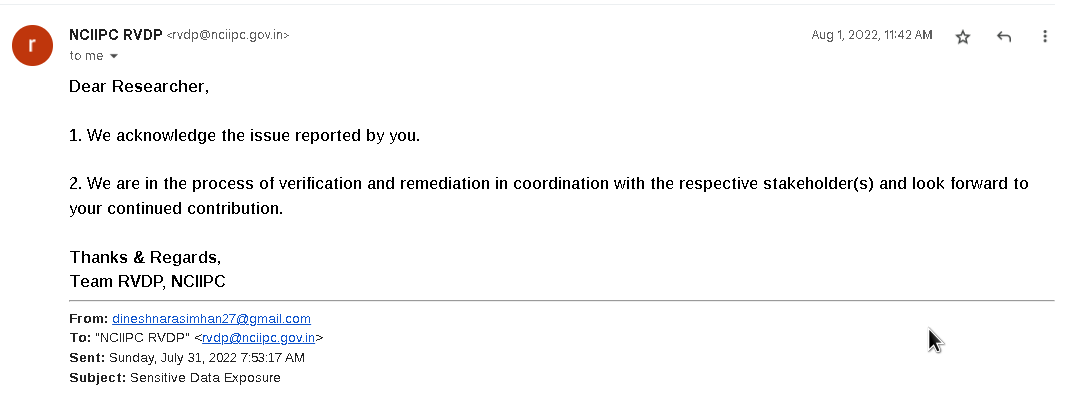 r
NCIIPC RVDP <rvdp@nciipc.gov.in>
Aug 1, 2022, 11:42 AM
to me
Dear Researcher,
1. We acknowledge the issue reported by you.
2. We are in the process of verification and remediation in coordination with the respective stakeholder(s) and look forward to
your continued contribution.
Thanks & Regards,
Team RVDP, NCIIPC
From: dineshnarasimhan27@gmail.com
To: "NCIIPC RVDP" <rvdp@nciipc.gov.in>
Sent: Sunday, July 31, 2022 7:53:17 AM
Subject: Sensitive Data Exposure